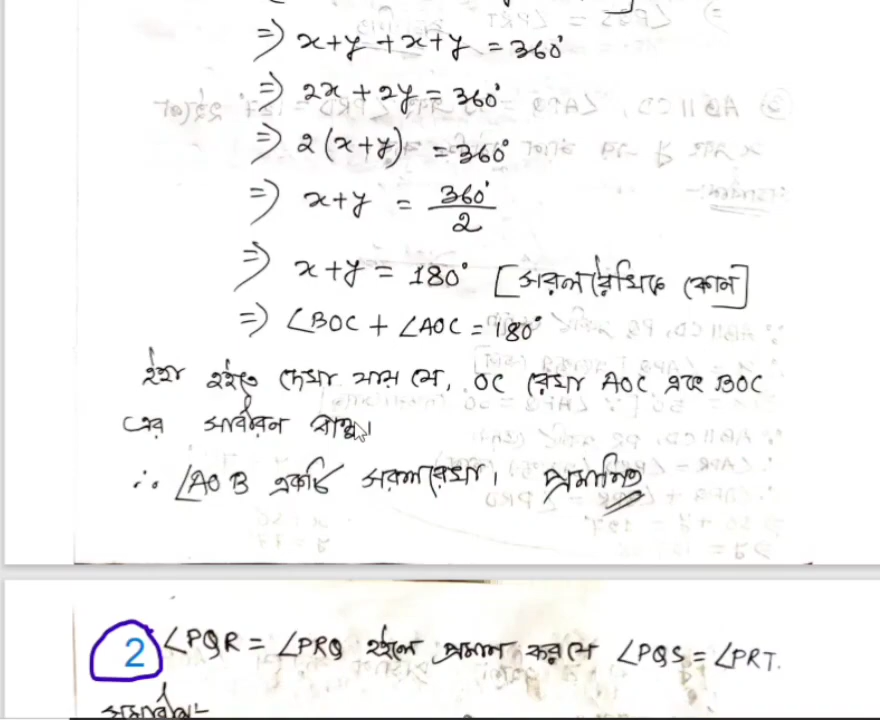 ⇒ x+y+x+y = 360°
⇒ 2x + 2y = 360°
⇒ 2(x+y) = 360°
⇒ x+y = 360°/2
⇒ x+y = 180° [সরলরৈখিক কোন]
⇒ ∠BOC + ∠AOC = 180°
ইহা হইতে দেখা যায় যে, OC রেখা AOC এবং BOC
এর সাধারন বাহু।
∴ ∠AOB একটি সরলরেখা। প্রমানিত
2 ∠PQR = ∠PRQ হইলে প্রমান কর যে ∠PQS = ∠PRT.